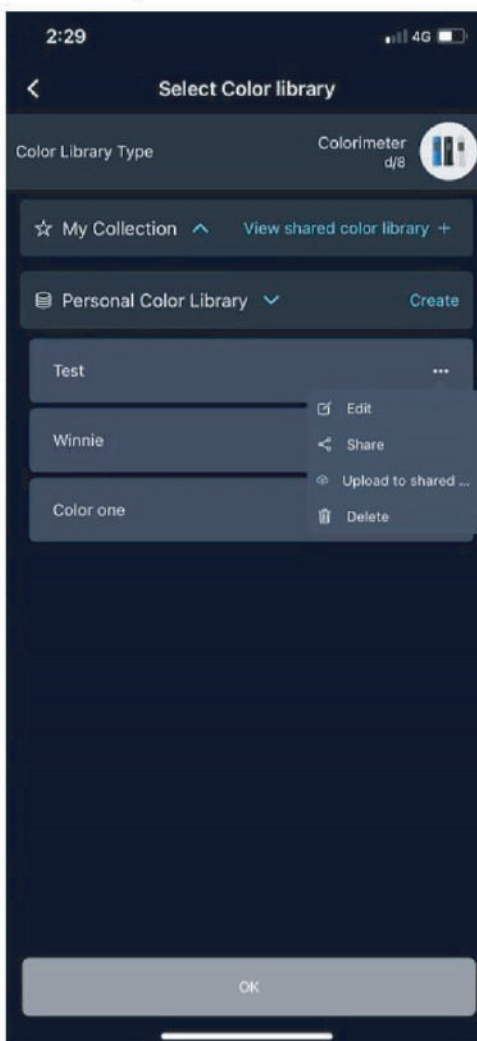 2:29 4G
Select Color library
Color Library Type
Colorimeter
d/8
My Collection View shared color library +
Personal Color Library Create
Test
Edit
Winnie
Share
Upload to shared ...
Color one
Delete
OK